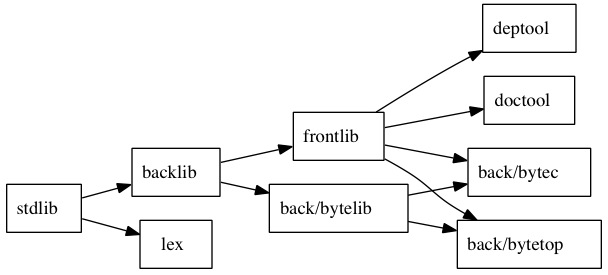 deptool
doctool
frontlib
backlib
back/bytec
stdlib
back/bytelib
lex
back/bytetop